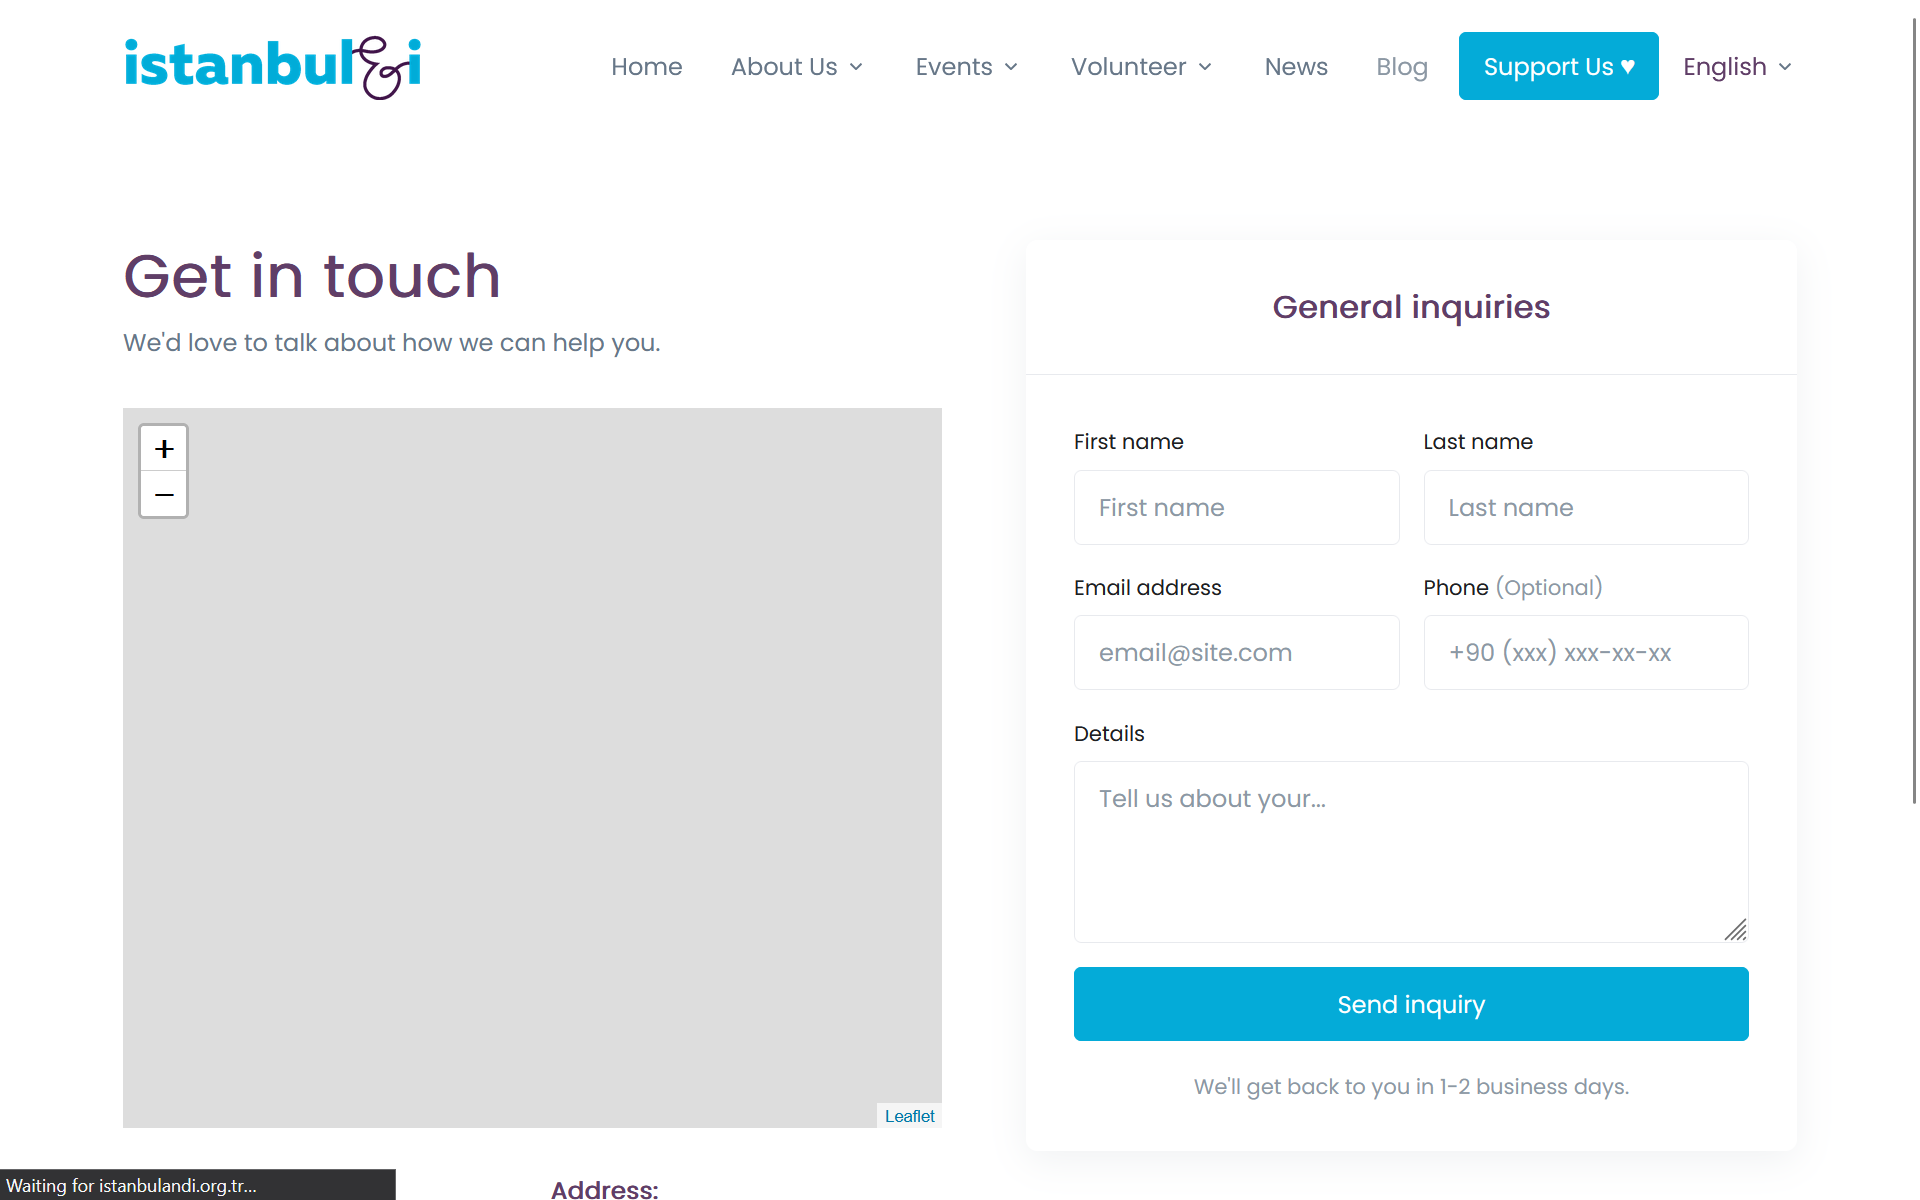 istanbul&i
Home
About Us
Events
Volunteer
News
Blog
Support Us ♥
English
Get in touch
We'd love to talk about how we can help you.
+
−
Leaflet
Address:
General inquiries
First name
Last name
First name
Last name
Email address
Phone (Optional)
email@site.com
+90 (xxx) xxx-xx-xx
Details
Tell us about your...
Send inquiry
We'll get back to you in 1-2 business days.
Waiting for istanbulandi.org.tr...